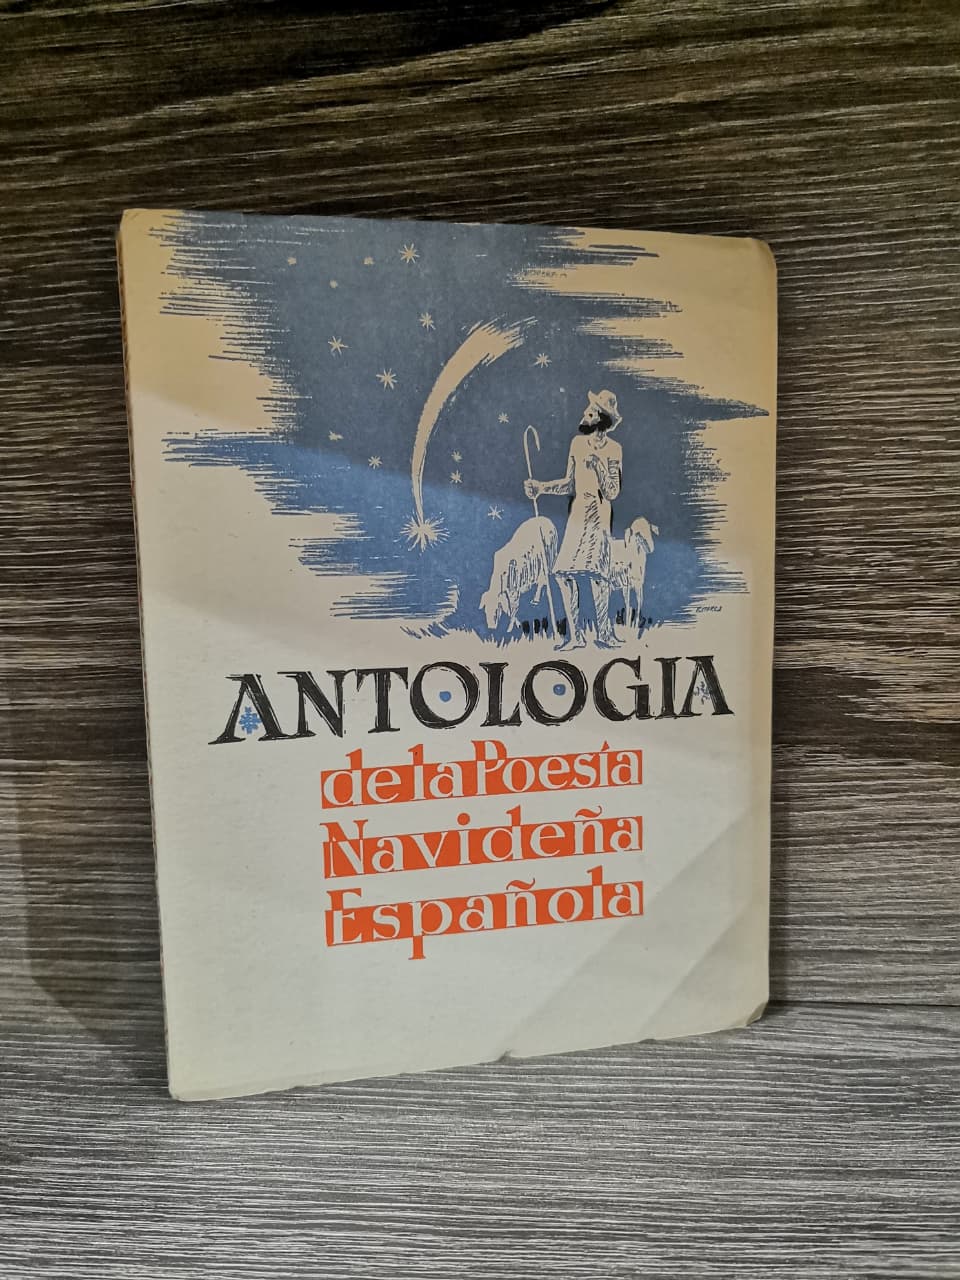 ANTOLOGIA
de la Poesía
Navideña
Española